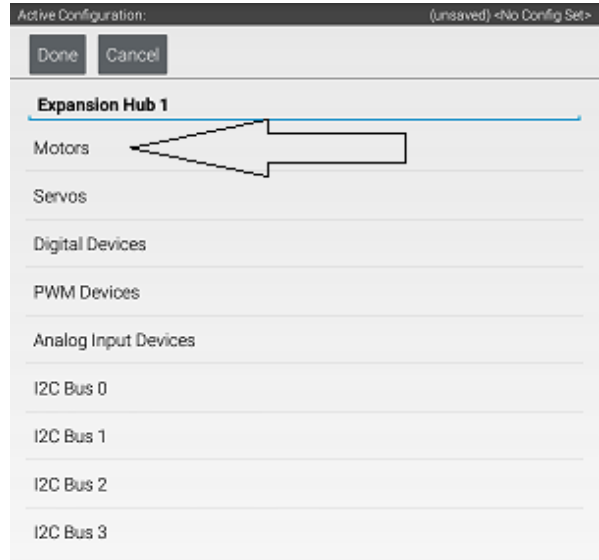 Active Configuration: (unsaved) <No Config Set>
Done Cancel
Expansion Hub 1
Motors
Servos
Digital Devices
PWM Devices
Analog Input Devices
I2C Bus 0
I2C Bus 1
I2C Bus 2
I2C Bus 3